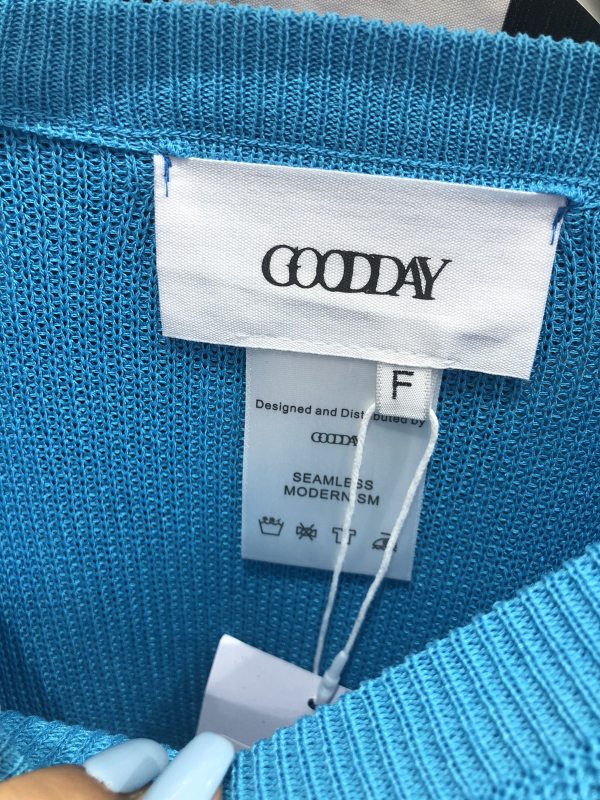 GOODDAY
F
Designed and Distributed by
GOODDAY
SEAMLESS
MODERNISM